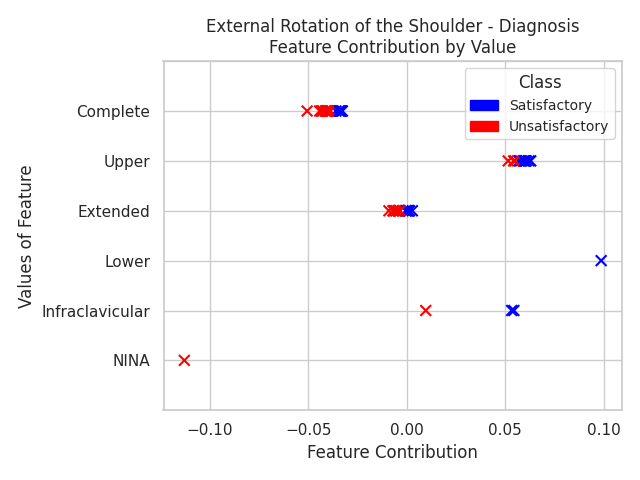 External Rotation of the Shoulder - Diagnosis
Feature Contribution by Value
Class
Satisfactory
Unsatisfactory
Values of Feature
Complete
Upper
Extended
Lower
Infraclavicular
NINA
−0.10 −0.05 0.00 0.05 0.10
Feature Contribution